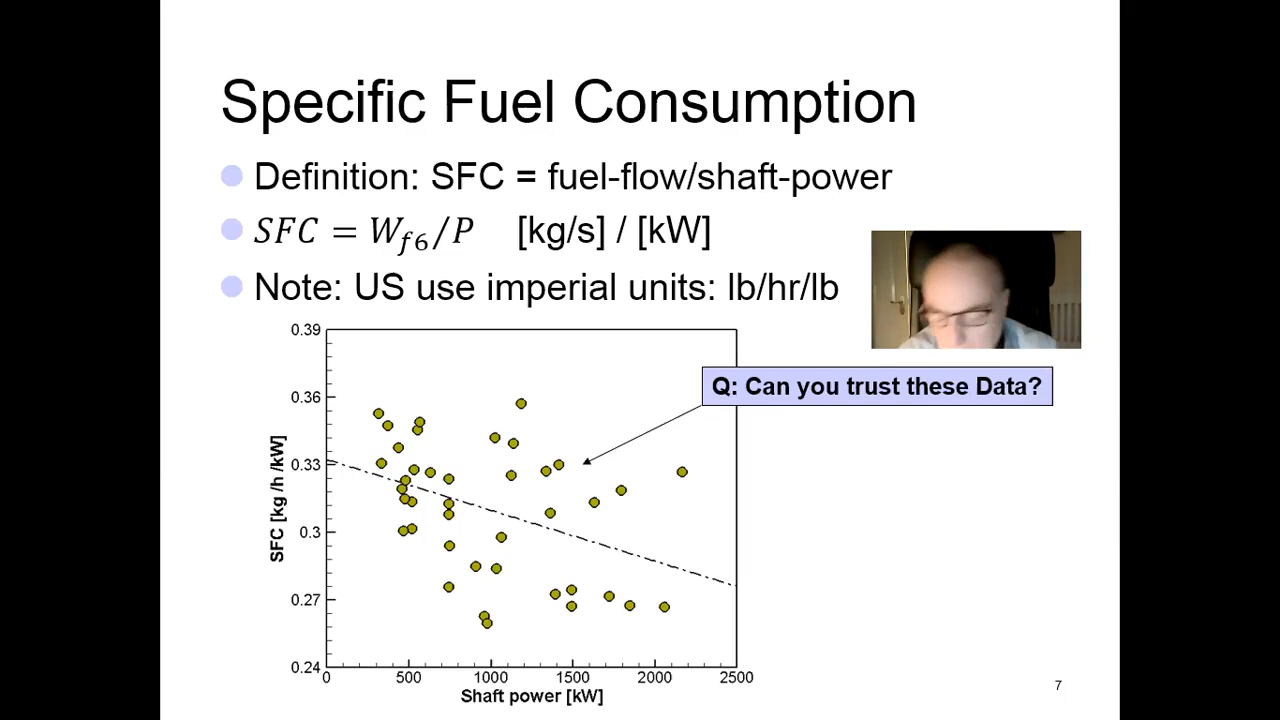 Specific Fuel Consumption
Definition: SFC = fuel-flow/shaft-power
SFC = W_{f6}/P [kg/s] / [kW]
Note: US use imperial units: lb/hr/lb
Q: Can you trust these Data?
0.39
0.36
0.33
0.3
0.27
0.24
SFC [kg /h /kW]
0 500 1000 1500 2000 2500
Shaft power [kW]
7